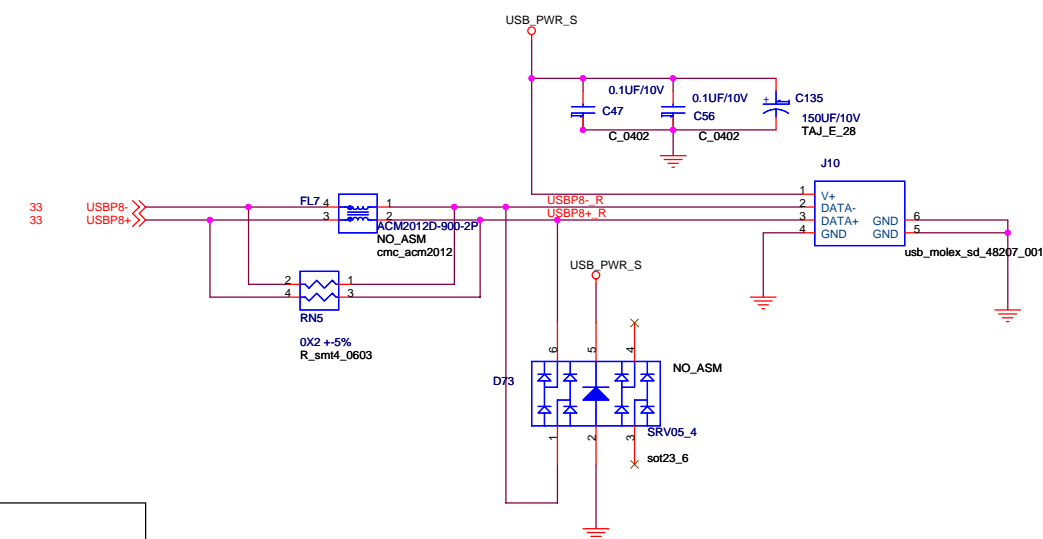 USB_PWR_S
0.1UF/10V
C47
C_0402
0.1UF/10V
C56
C_0402
+
C135
150UF/10V
TAJ_E_28
J10
1
2
3
4
V+
DATA-
DATA+
GND
GND
GND
6
5
usb_molex_sd_48207_001
33 USBP8-
33 USBP8+
FL7
4
3
1
2
ACM2012D-900-2P
NO_ASM
cmc_acm2012
USBP8-_R
USBP8+_R
2
4
1
3
RN5
0X2 +-5%
R_smt4_0603
USB_PWR_S
6
5
4
D73
NO_ASM
SRV05_4
1
2
3
sot23_6